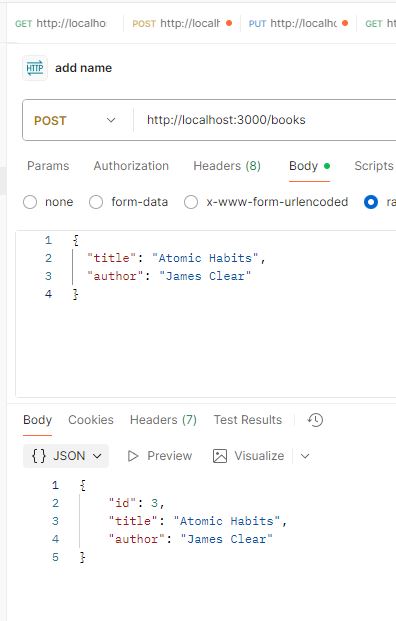 GET http://localho POST http://localh PUT http://localhc GET ht
HTTP add name
POST http://localhost:3000/books
Params Authorization Headers (8) Body Scripts
none form-data x-www-form-urlencoded ra
1 {
2 "title": "Atomic Habits",
3 "author": "James Clear"
4 }
Body Cookies Headers (7) Test Results
{} JSON Preview Visualize
1 {
2 "id": 3,
3 "title": "Atomic Habits",
4 "author": "James Clear"
5 }